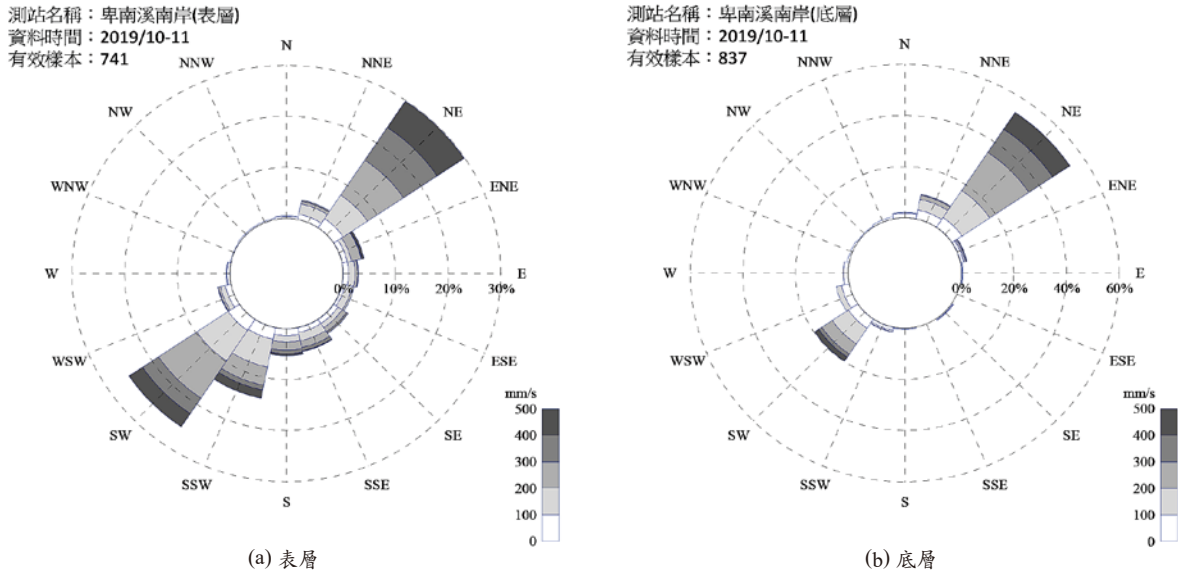 測站名稱：卑南溪南岸(表層)
資料時間：2019/10-11
有效樣本：741
N
NNW
NNE
NW
NE
WNW
ENE
W
0%
10%
20%
30%
E
WSW
ESE
SW
SE
SSW
SSE
S
mm/s
500
400
300
200
100
0
(a) 表層
測站名稱：卑南溪南岸(底層)
資料時間：2019/10-11
有效樣本：837
N
NNW
NNE
NW
NE
WNW
ENE
W
0%
20%
40%
60%
E
WSW
ESE
SW
SE
SSW
SSE
S
mm/s
500
400
300
200
100
0
(b) 底層